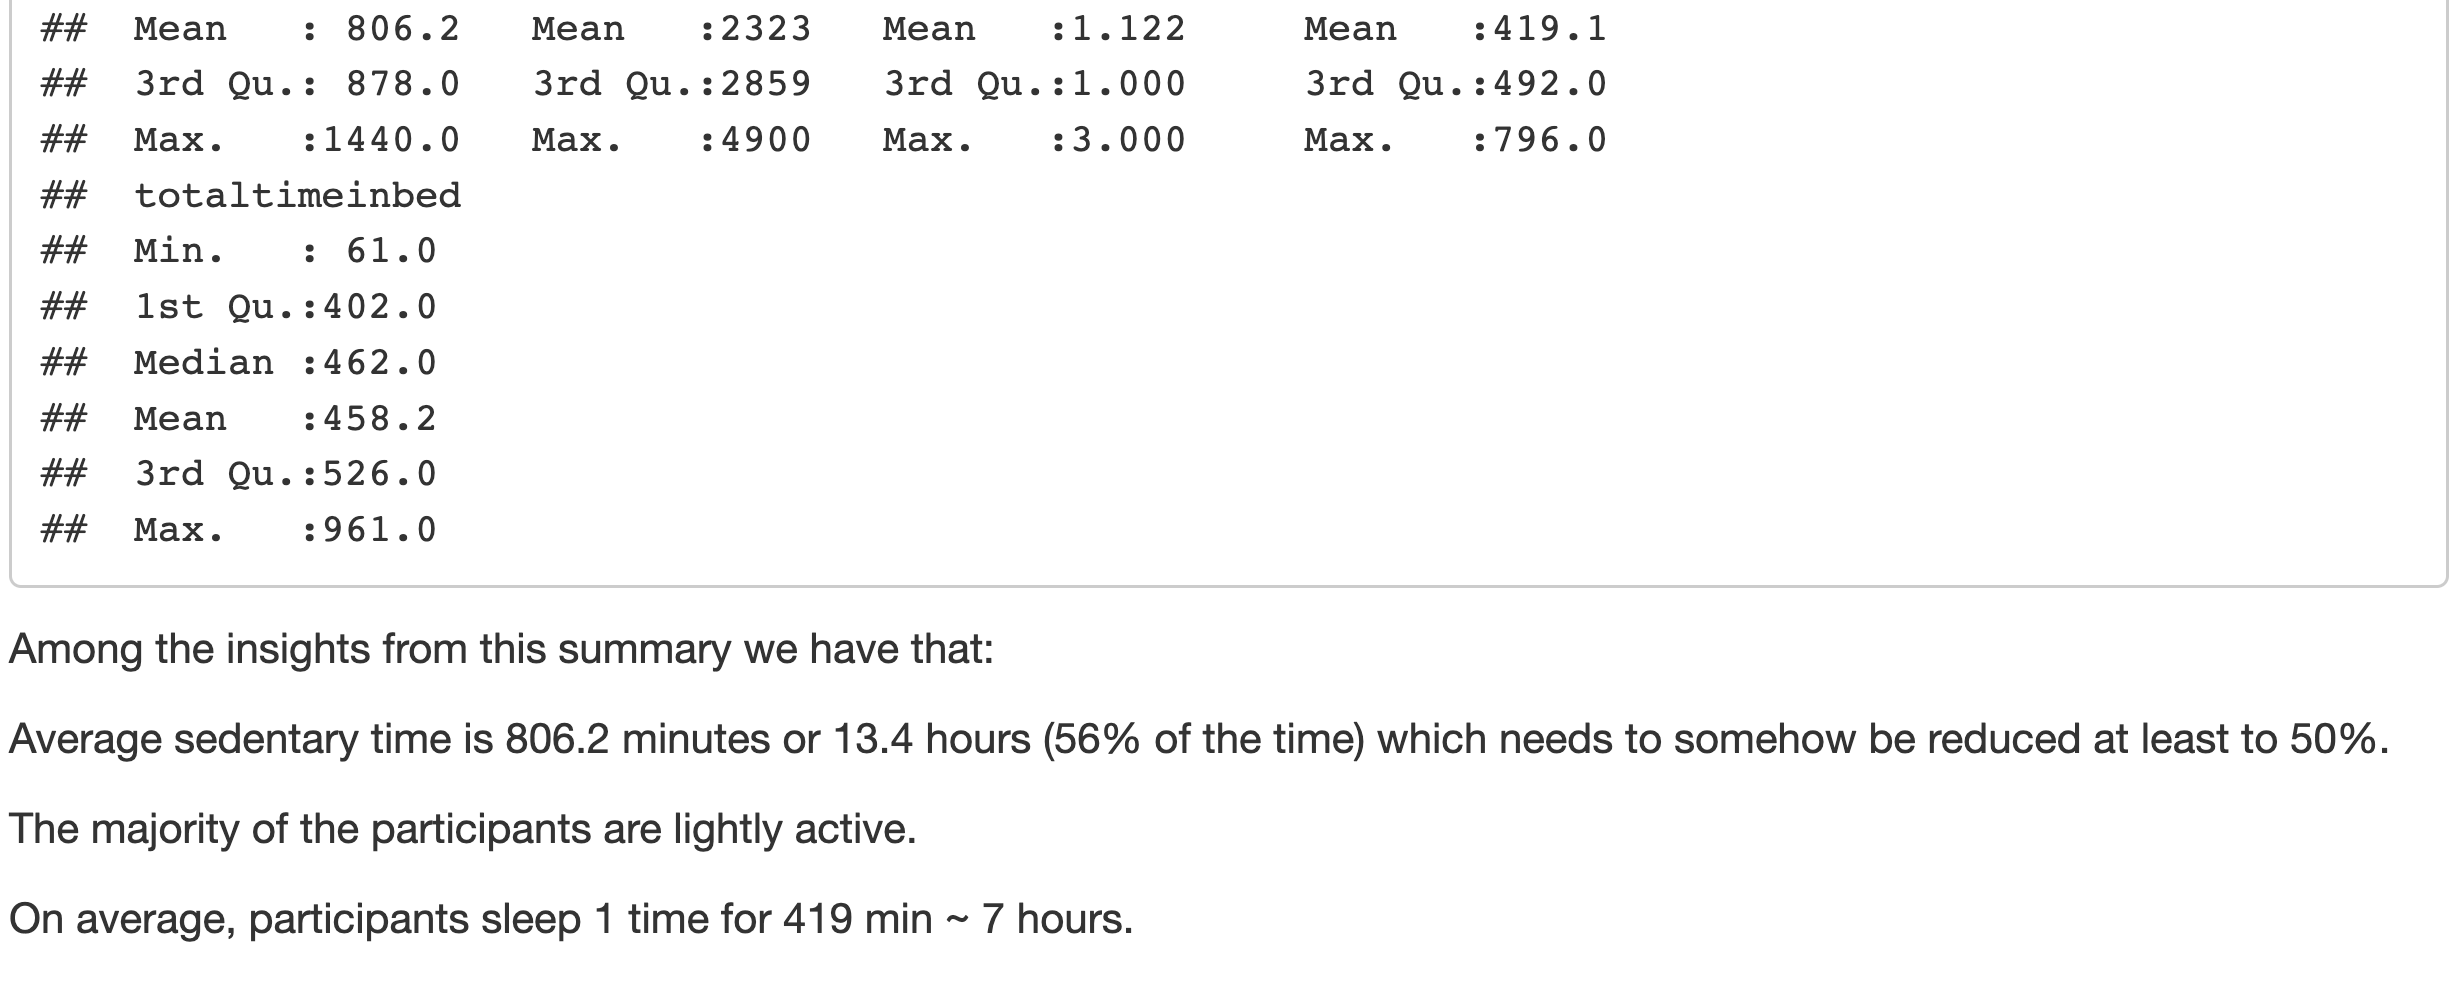 ## Mean : 806.2 Mean :2323 Mean :1.122 Mean :419.1
## 3rd Qu.: 878.0 3rd Qu.:2859 3rd Qu.:1.000 3rd Qu.:492.0
## Max. :1440.0 Max. :4900 Max. :3.000 Max. :796.0
## totaltimeinbed
## Min. : 61.0
## 1st Qu.:402.0
## Median :462.0
## Mean :458.2
## 3rd Qu.:526.0
## Max. :961.0
Among the insights from this summary we have that:
Average sedentary time is 806.2 minutes or 13.4 hours (56% of the time) which needs to somehow be reduced at least to 50%.
The majority of the participants are lightly active.
On average, participants sleep 1 time for 419 min ~ 7 hours.